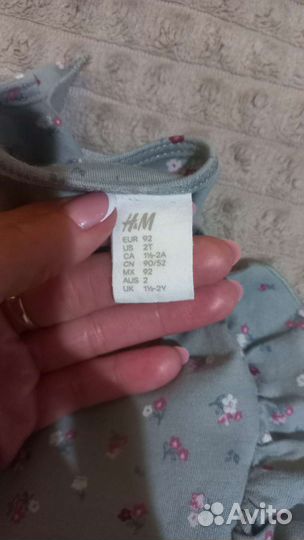 H&M
EUR 92
US 2T
CA 1½-2A
CN 90/52
MX 92
AUS 2
UK 1½-2Y
Avito